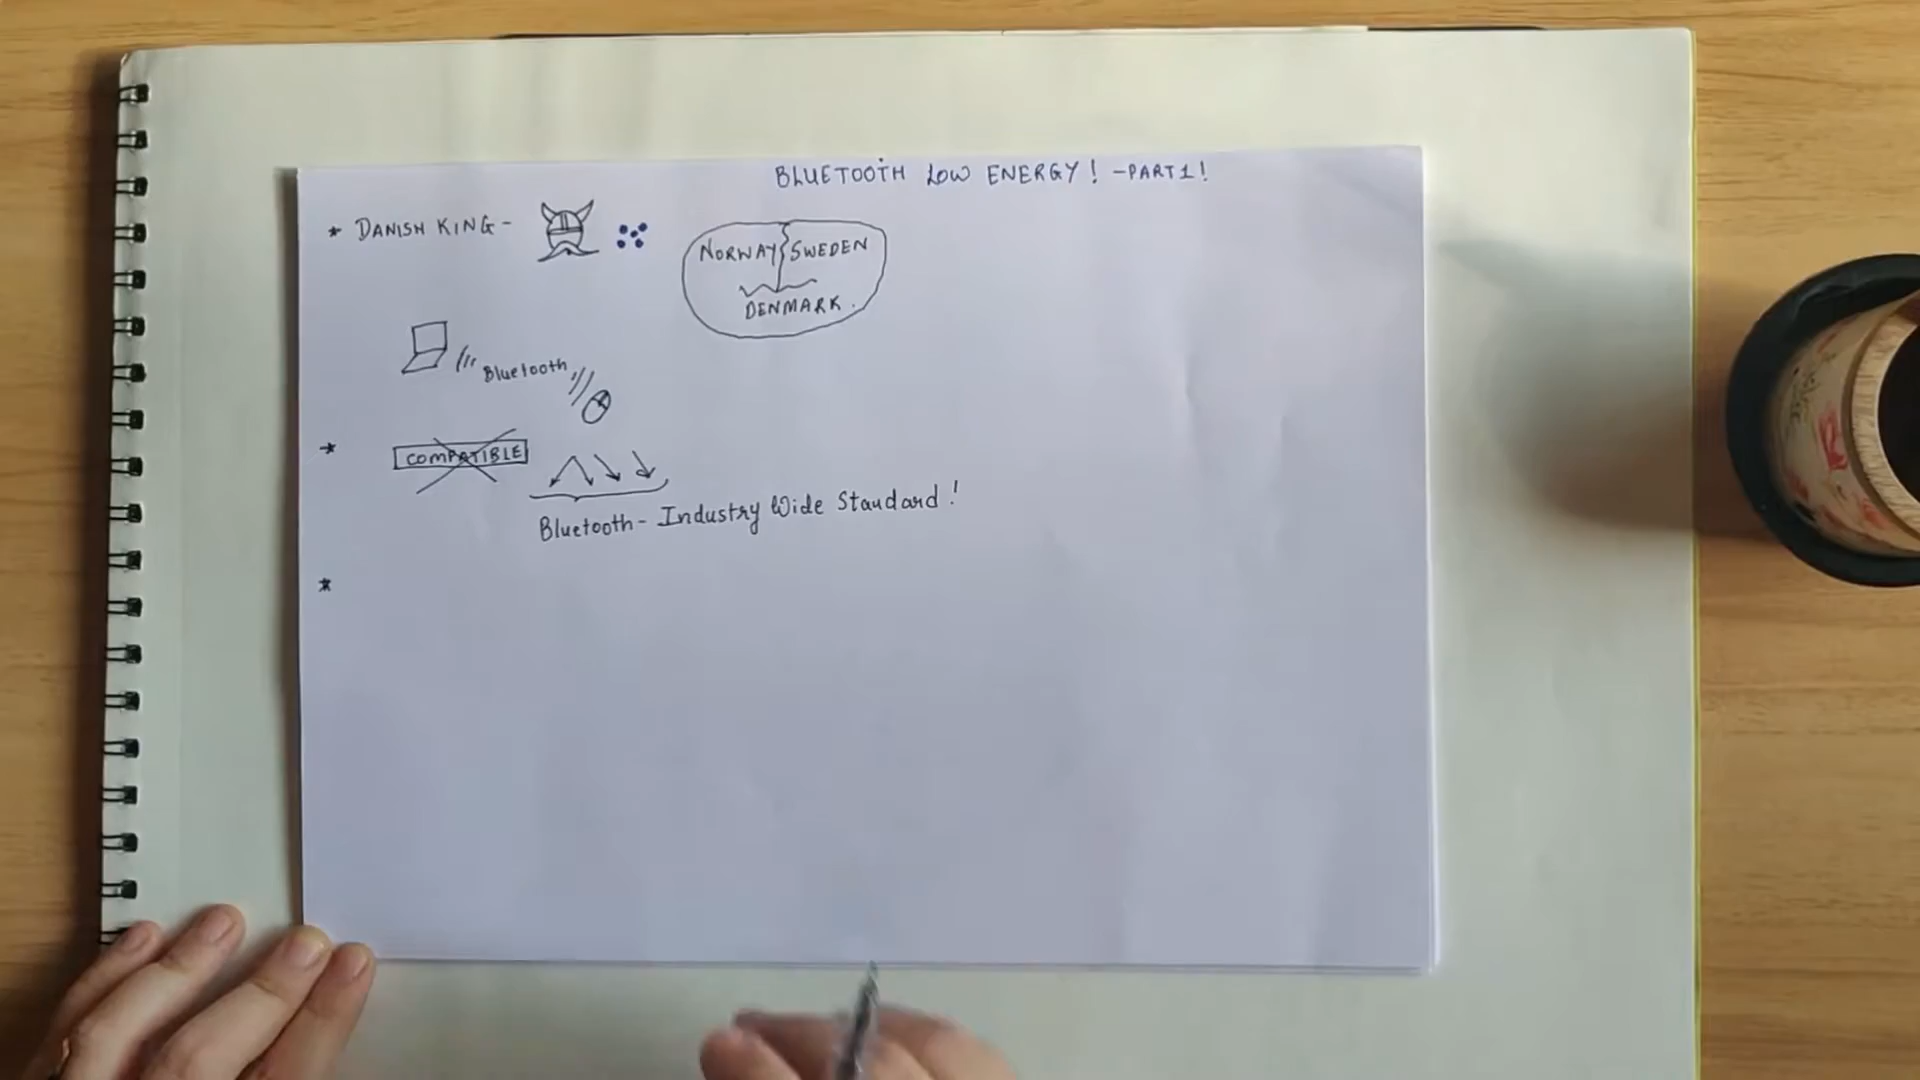 BLUETOOTH LOW ENERGY! -PART1!
* DANISH KING -
NORWAY SWEDEN
DENMARK.
Bluetooth
* COMPATIBLE
Bluetooth - Industry Wide Standard!
*